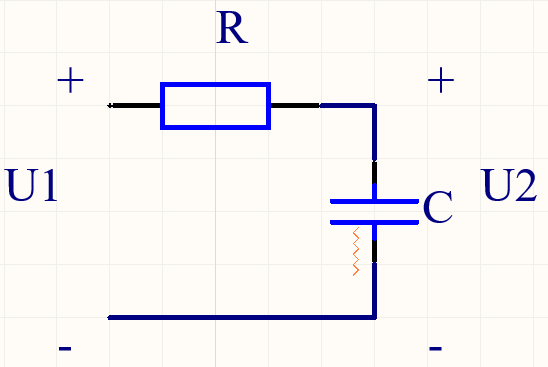 R
+ +
U1 C U2
- -